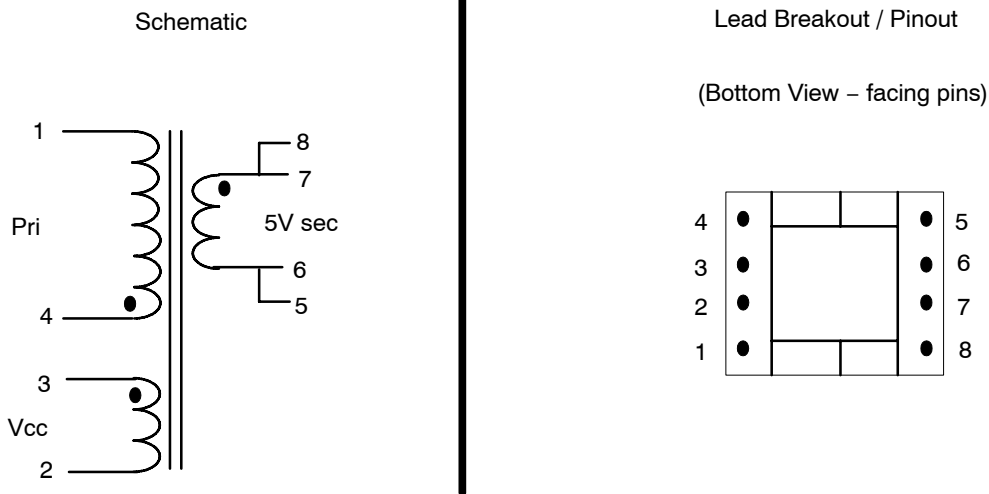 Schematic
1
Pri
4
3
Vcc
2
8
7
5V sec
6
5
Lead Breakout / Pinout
(Bottom View – facing pins)
4
3
2
1
5
6
7
8